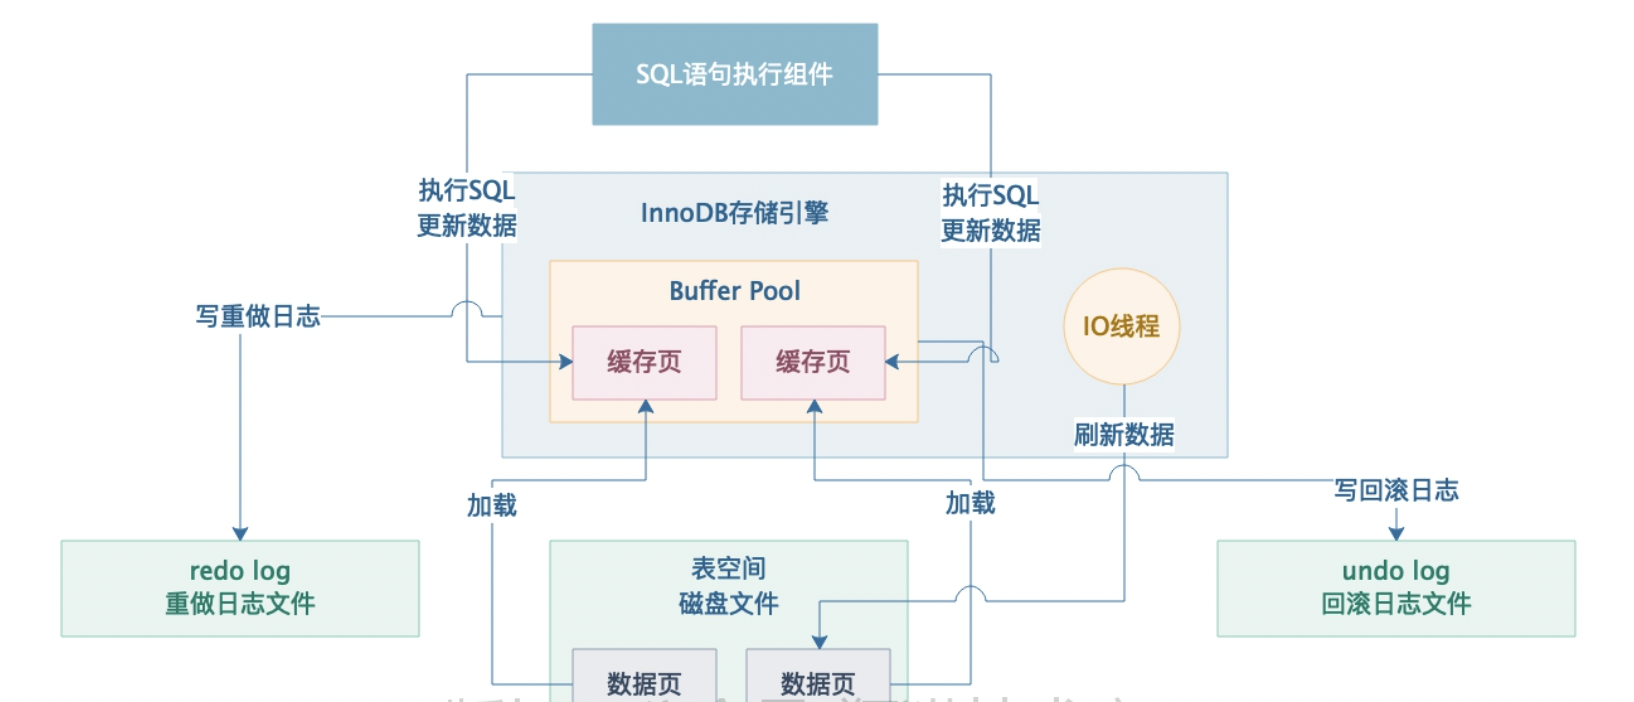 SQL语句执行组件
执行SQL
更新数据
执行SQL
更新数据
InnoDB存储引擎
Buffer Pool
写重做日志
缓存页
缓存页
IO线程
刷新数据
加载
加载
写回滚日志
redo log
重做日志文件
表空间
磁盘文件
undo log
回滚日志文件
数据页
数据页